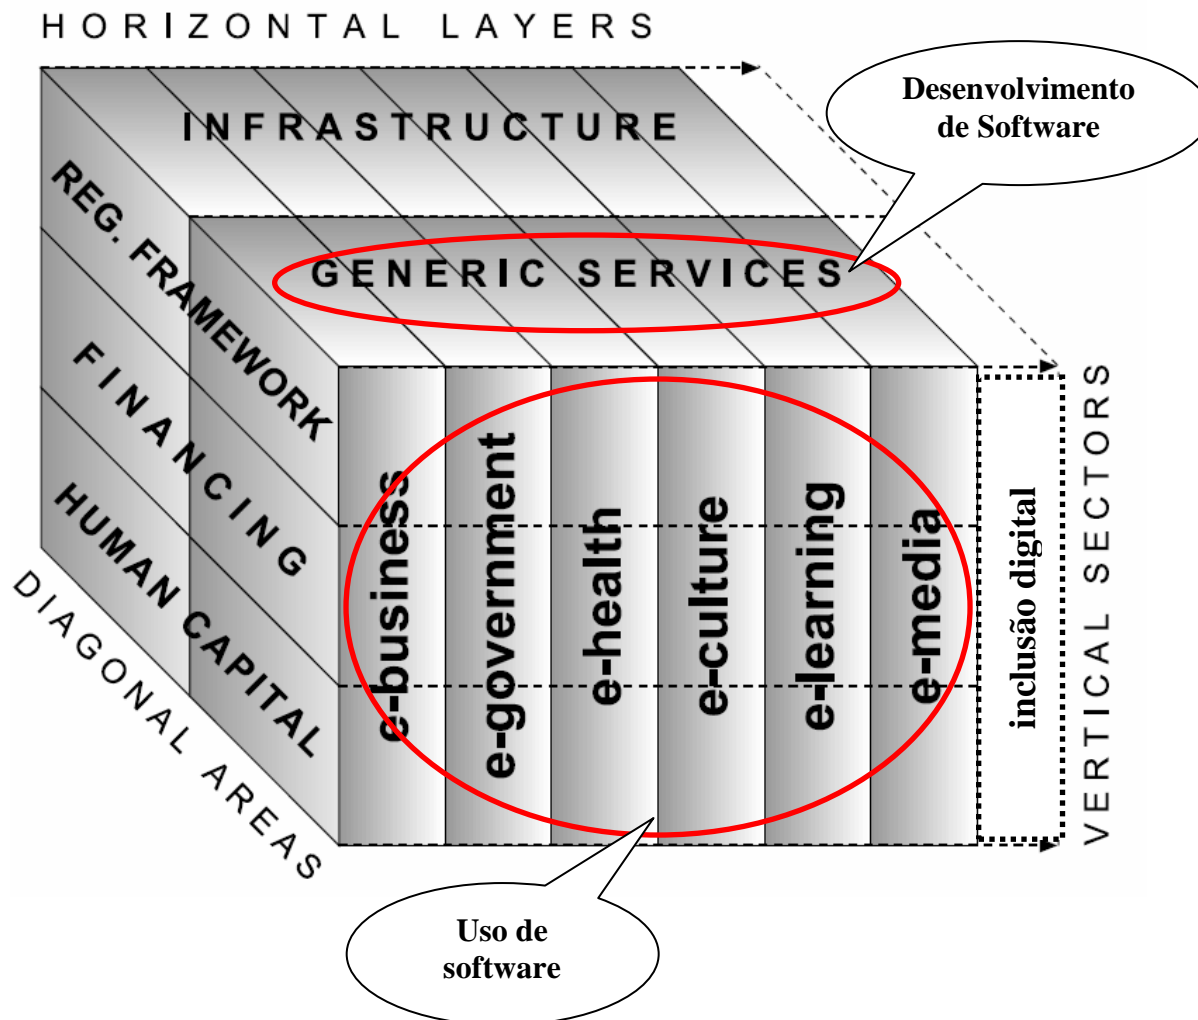 HORIZONTAL LAYERS
Desenvolvimento
de Software
INFRASTRUCTURE
REG. FRAMEWORK
GENERIC SERVICES
FINANCING
HUMAN CAPITAL
DIAGONAL AREAS
e-business
e-government
e-health
e-culture
e-learning
e-media
inclusão digital
VERTICAL SECTORS
Uso de
software